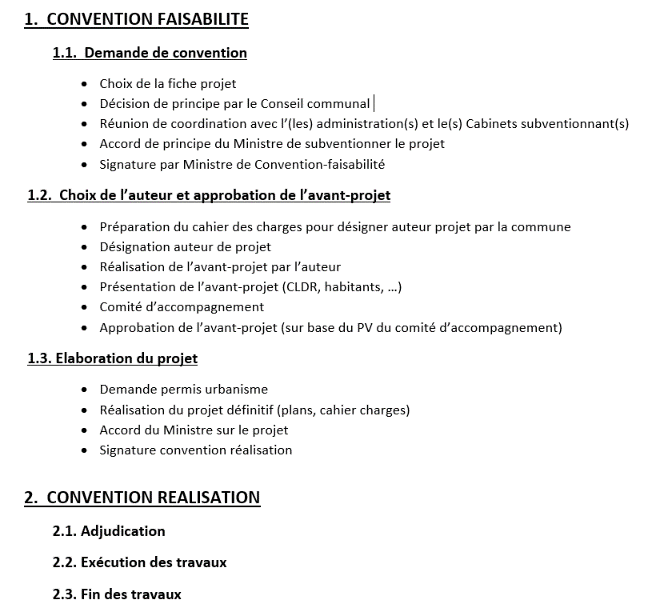 1. CONVENTION FAISABILITE
1.1. Demande de convention
• Choix de la fiche projet
• Décision de principe par le Conseil communal
• Réunion de coordination avec l'(les) administration(s) et le(s) Cabinets subventionnant(s)
• Accord de principe du Ministre de subventionner le projet
• Signature par Ministre de Convention-faisabilité
1.2. Choix de l'auteur et approbation de l'avant-projet
• Préparation du cahier des charges pour désigner auteur projet par la commune
• Désignation auteur de projet
• Réalisation de l'avant-projet par l'auteur
• Présentation de l'avant-projet (CLDR, habitants, …)
• Comité d'accompagnement
• Approbation de l'avant-projet (sur base du PV du comité d'accompagnement)
1.3. Elaboration du projet
• Demande permis urbanisme
• Réalisation du projet définitif (plans, cahier charges)
• Accord du Ministre sur le projet
• Signature convention réalisation
2. CONVENTION REALISATION
2.1. Adjudication
2.2. Exécution des travaux
2.3. Fin des travaux